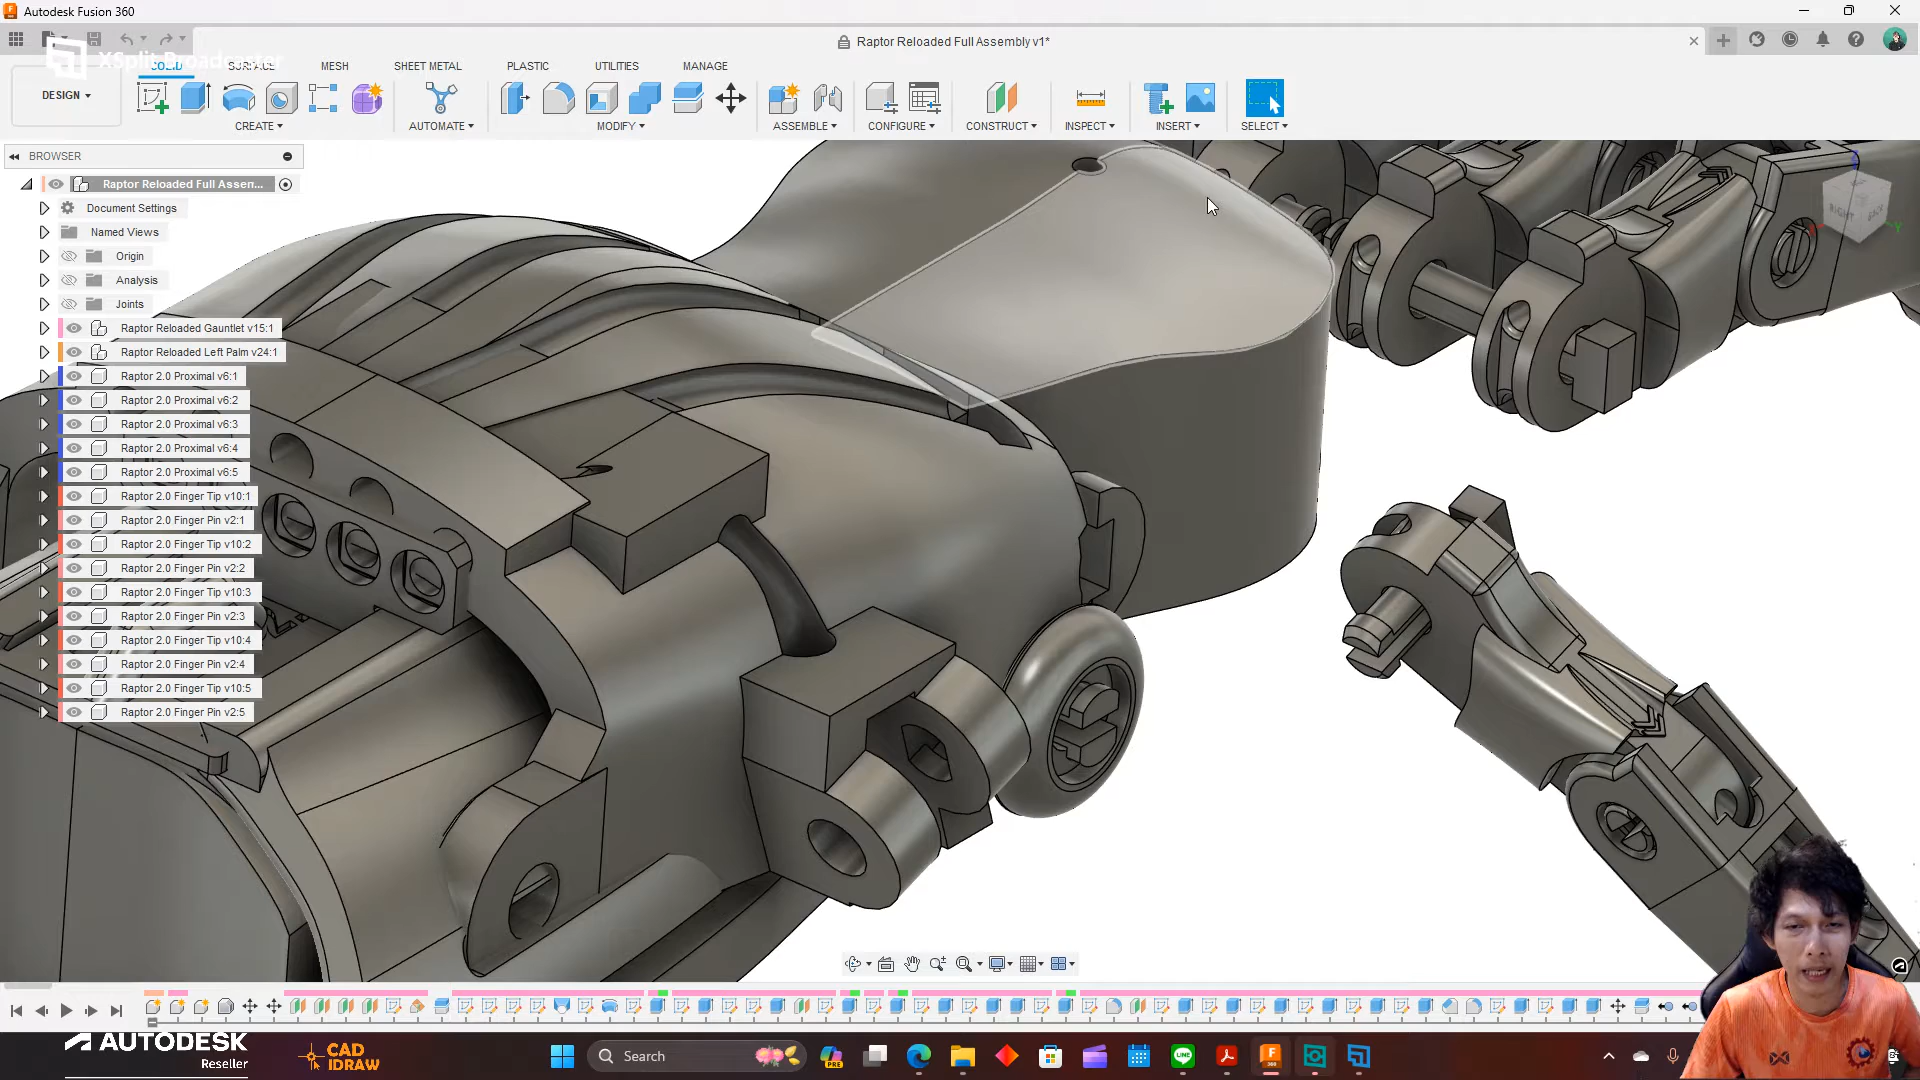 Autodesk Fusion 360
XSplit Broadcaster
Raptor Reloaded Full Assembly v1*
SOLID SURFACE MESH SHEET METAL PLASTIC UTILITIES MANAGE
DESIGN
CREATE AUTOMATE MODIFY ASSEMBLE CONFIGURE CONSTRUCT INSPECT INSERT SELECT
BROWSER
Raptor Reloaded Full Assen...
Document Settings
Named Views
Origin
Analysis
Joints
Raptor Reloaded Gauntlet v15:1
Raptor Reloaded Left Palm v24:1
Raptor 2.0 Proximal v6:1
Raptor 2.0 Proximal v6:2
Raptor 2.0 Proximal v6:3
Raptor 2.0 Proximal v6:4
Raptor 2.0 Proximal v6:5
Raptor 2.0 Finger Tip v10:1
Raptor 2.0 Finger Pin v2:1
Raptor 2.0 Finger Tip v10:2
Raptor 2.0 Finger Pin v2:2
Raptor 2.0 Finger Tip v10:3
Raptor 2.0 Finger Pin v2:3
Raptor 2.0 Finger Tip v10:4
Raptor 2.0 Finger Pin v2:4
Raptor 2.0 Finger Tip v10:5
Raptor 2.0 Finger Pin v2:5
RIGHT BACK
Y
AUTODESK
Reseller
CAD
IDRAW
Search
PRE